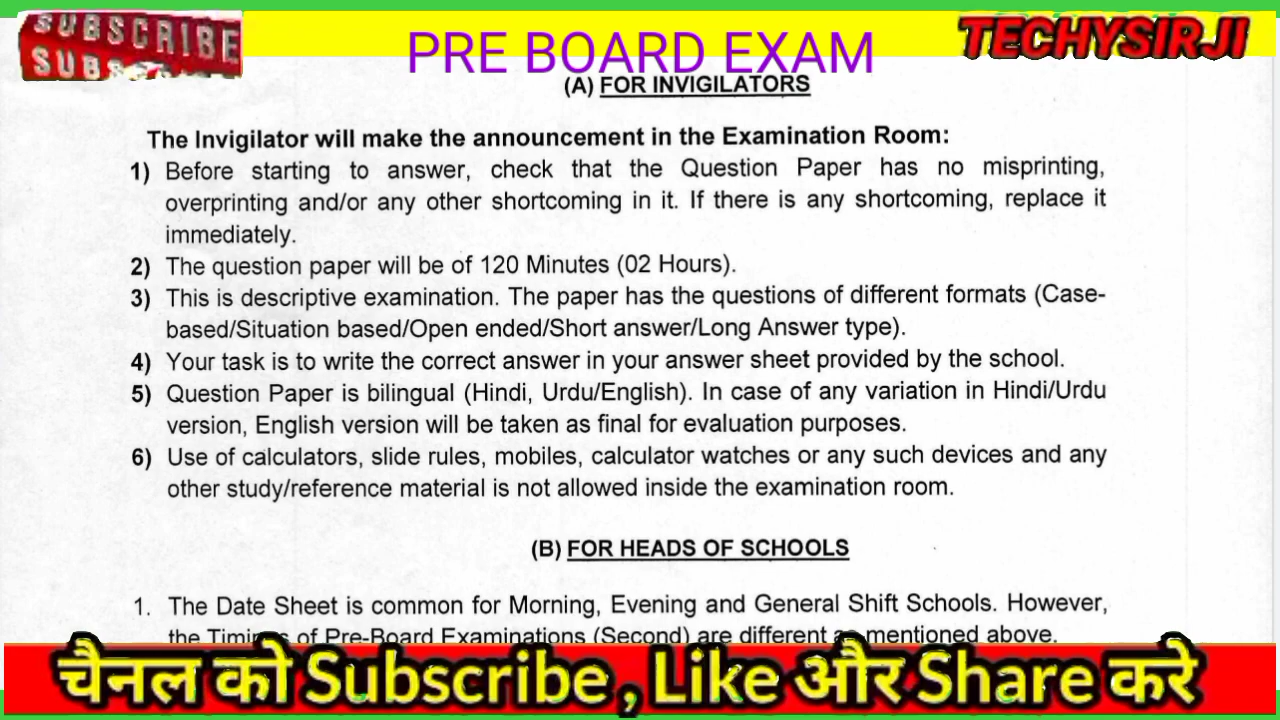 SUBSCRIBE
SUBS
PRE BOARD EXAM
TECHYSIRJI
(A) FOR INVIGILATORS
The Invigilator will make the announcement in the Examination Room:
1) Before starting to answer, check that the Question Paper has no misprinting,
overprinting and/or any other shortcoming in it. If there is any shortcoming, replace it
immediately.
2) The question paper will be of 120 Minutes (02 Hours).
3) This is descriptive examination. The paper has the questions of different formats (Case-
based/Situation based/Open ended/Short answer/Long Answer type).
4) Your task is to write the correct answer in your answer sheet provided by the school.
5) Question Paper is bilingual (Hindi, Urdu/English). In case of any variation in Hindi/Urdu
version, English version will be taken as final for evaluation purposes.
6) Use of calculators, slide rules, mobiles, calculator watches or any such devices and any
other study/reference material is not allowed inside the examination room.
(B) FOR HEADS OF SCHOOLS
1. The Date Sheet is common for Morning, Evening and General Shift Schools. However,
the Timings of Pre-Board Examinations (Second) are different as mentioned above.
चैनल को Subscribe , Like और Share करे